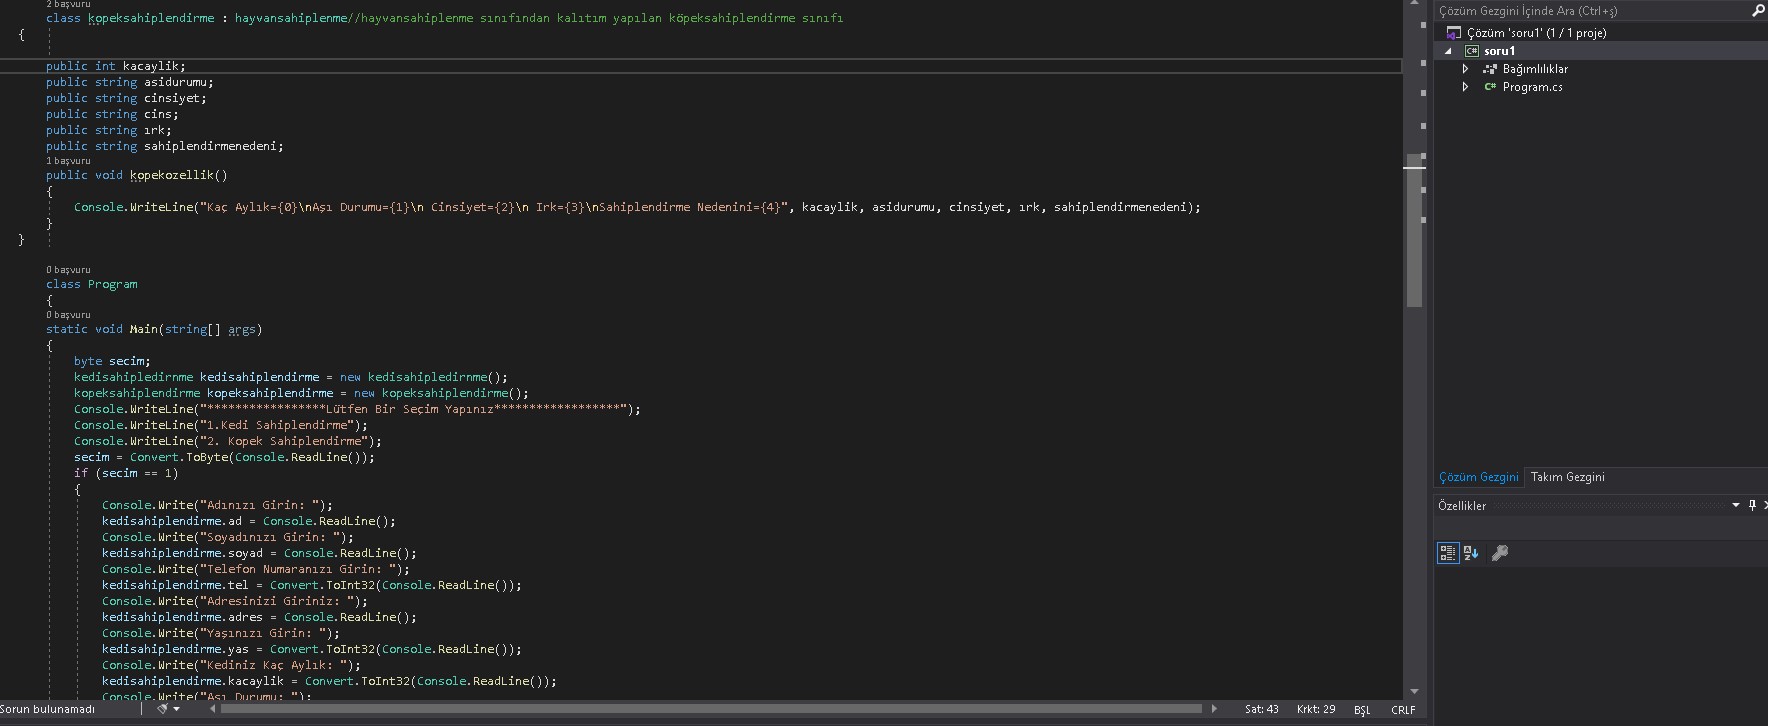 2 başvuru
class kopeksahiplendirme : hayvansahiplenme//hayvansahiplenme sınıfından kalıtım yapılan köpeksahiplendirme sınıfı
{
public int kacaylik;
public string asidurumu;
public string cinsiyet;
public string cins;
public string ırk;
public string sahiplendirmenedeni;
1 başvuru
public void kopekozellik()
{
Console.WriteLine("Kaç Aylık={0}\nAşı Durumu={1}\n Cinsiyet={2}\n Irk={3}\nSahiplendirme Nedenini={4}", kacaylik, asidurumu, cinsiyet, ırk, sahiplendirmenedeni);
}
}
0 başvuru
class Program
{
0 başvuru
static void Main(string[] args)
{
byte secim;
kedisahipledirnme kedisahiplendirme = new kedisahipledirnme();
kopeksahiplendirme kopeksahiplendirme = new kopeksahiplendirme();
Console.WriteLine("*****************Lütfen Bir Seçim Yapınız******************");
Console.WriteLine("1.Kedi Sahiplendirme");
Console.WriteLine("2. Kopek Sahiplendirme");
secim = Convert.ToByte(Console.ReadLine());
if (secim == 1)
{
Console.Write("Adınızı Girin: ");
kedisahiplendirme.ad = Console.ReadLine();
Console.Write("Soyadınızı Girin: ");
kedisahiplendirme.soyad = Console.ReadLine();
Console.Write("Telefon Numaranızı Girin: ");
kedisahiplendirme.tel = Convert.ToInt32(Console.ReadLine());
Console.Write("Adresinizi Giriniz: ");
kedisahiplendirme.adres = Console.ReadLine();
Console.Write("Yaşınızı Girin: ");
kedisahiplendirme.yas = Convert.ToInt32(Console.ReadLine());
Console.Write("Kediniz Kaç Aylık: ");
kedisahiplendirme.kacaylik = Convert.ToInt32(Console.ReadLine());
Console.Write("Aşı Durumu: ");
Sorun bulunamadı
Sat: 43 Krkt: 29 BŞL CRLF
Çözüm Gezgini İçinde Ara (Ctrl+ş)
Çözüm 'soru1' (1 / 1 proje)
C# soru1
Bağımlılıklar
C# Program.cs
Çözüm Gezgini Takım Gezgini
Özellikler